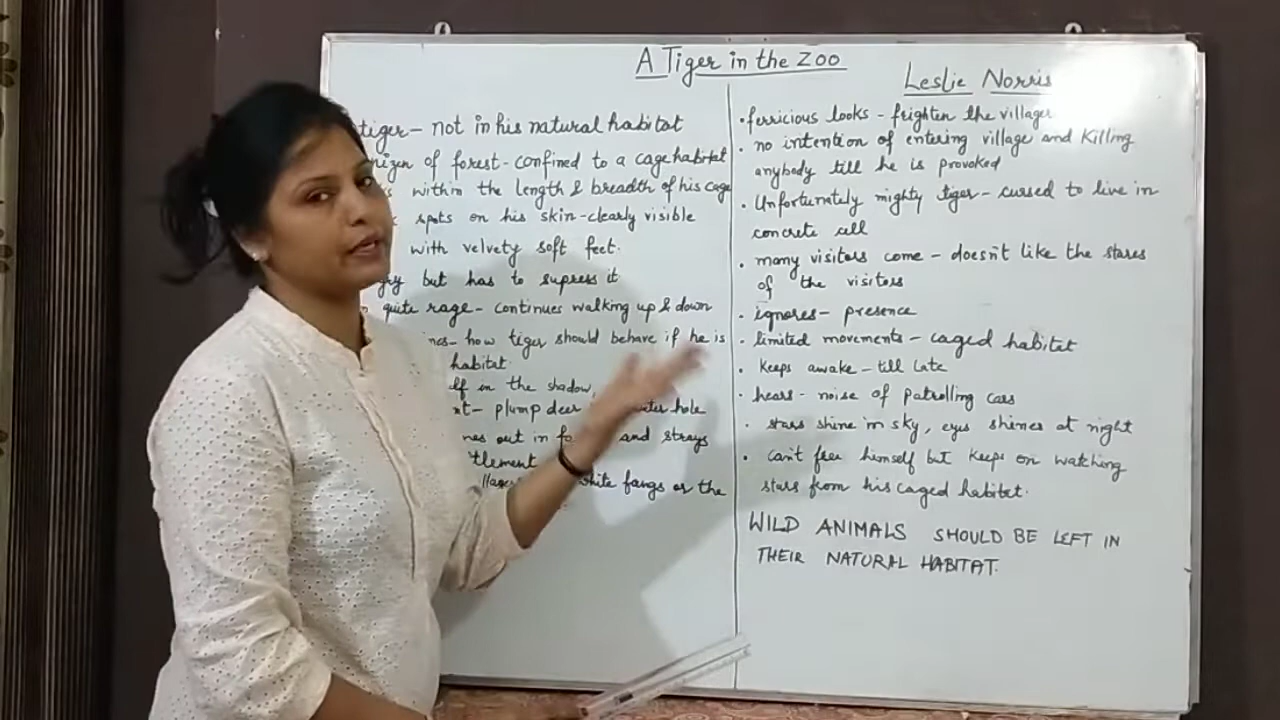 A Tiger in the Zoo
Leslie Norris
tiger - not in his natural habitat
of forest - confined to a cage habitat
within the length & breadth of his cage
spots on his skin - clearly visible
with velvety soft feet.
but has to supress it
quite rage - continues walking up & down
how tiger should behave if he is
habitat.
in the shadow,
plump deer hole
out in and strays
fangs or the
• ferricious looks - frighten the villager
• no intention of entering village and Killing
anybody till he is provoked
• Unfortunately mighty tiger - cursed to live in
concrete cell
• many visitors come - doesn't like the stares
of the visitors
• ignores - presence
• limited movements - caged habitat
• Keeps awake - till late
• hears - noise of patrolling cars
• stars shine in sky, eyes shines at night
• can't free himself but keeps on watching
stars from his caged habitat.
WILD ANIMALS SHOULD BE LEFT IN
THEIR NATURAL HABITAT.